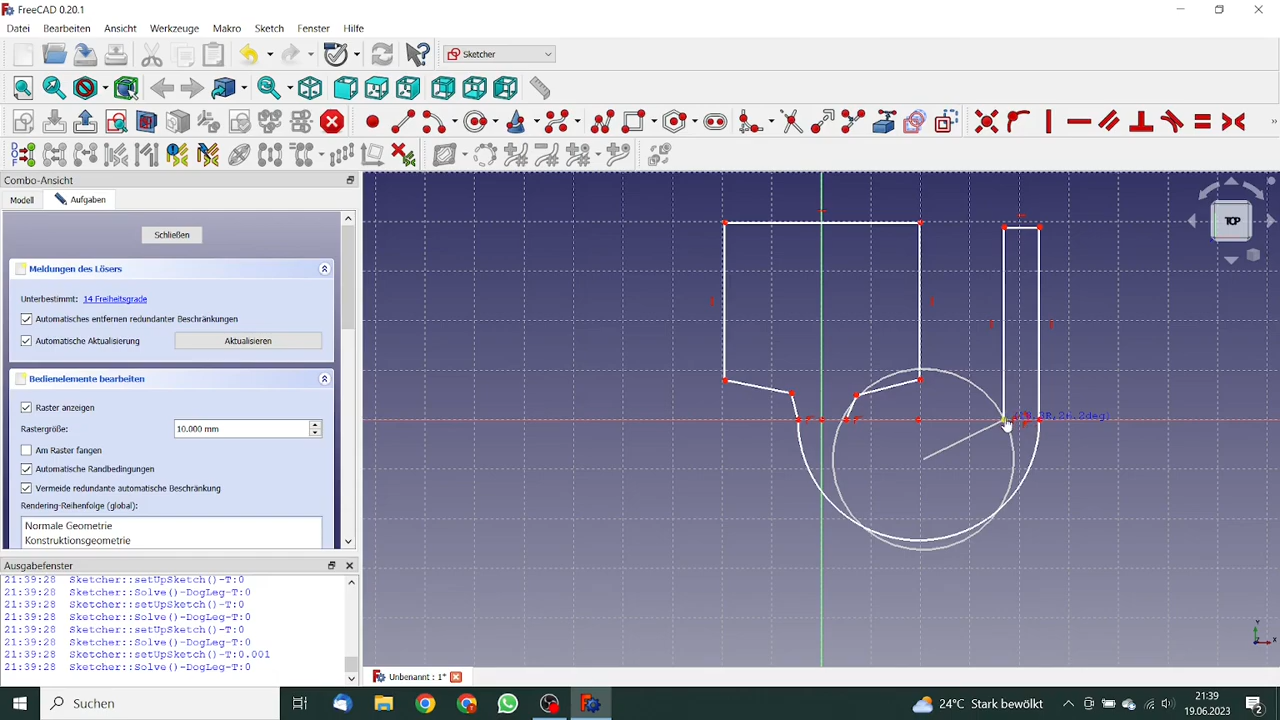 FreeCAD 0.20.1
Datei Bearbeiten Ansicht Werkzeuge Makro Sketch Fenster Hilfe
Sketcher
Combo-Ansicht
Modell Aufgaben
Schließen
Meldungen des Lösers
Unterbestimmt: 14 Freiheitsgrade
Automatisches entfernen redundanter Beschränkungen
Automatische Aktualisierung Aktualisieren
Bedienelemente bearbeiten
Raster anzeigen
Rastergröße: 10.000 mm
Am Raster fangen
Automatische Randbedingungen
Vermeide redundante automatische Beschränkung
Rendering-Reihenfolge (global):
Normale Geometrie
Konstruktionsgeometrie
TOP
Y
X
Ausgabefenster
21:39:28 Sketcher::setUpSketch()-T:0
21:39:28 Sketcher::Solve()-DogLeg-T:0
21:39:28 Sketcher::setUpSketch()-T:0
21:39:28 Sketcher::Solve()-DogLeg-T:0
21:39:28 Sketcher::setUpSketch()-T:0
21:39:28 Sketcher::Solve()-DogLeg-T:0
21:39:28 Sketcher::setUpSketch()-T:0.001
21:39:28 Sketcher::Solve()-DogLeg-T:0
Unbenannt : 1*
Suchen
24°C Stark bewölkt
21:39
19.06.2023
2